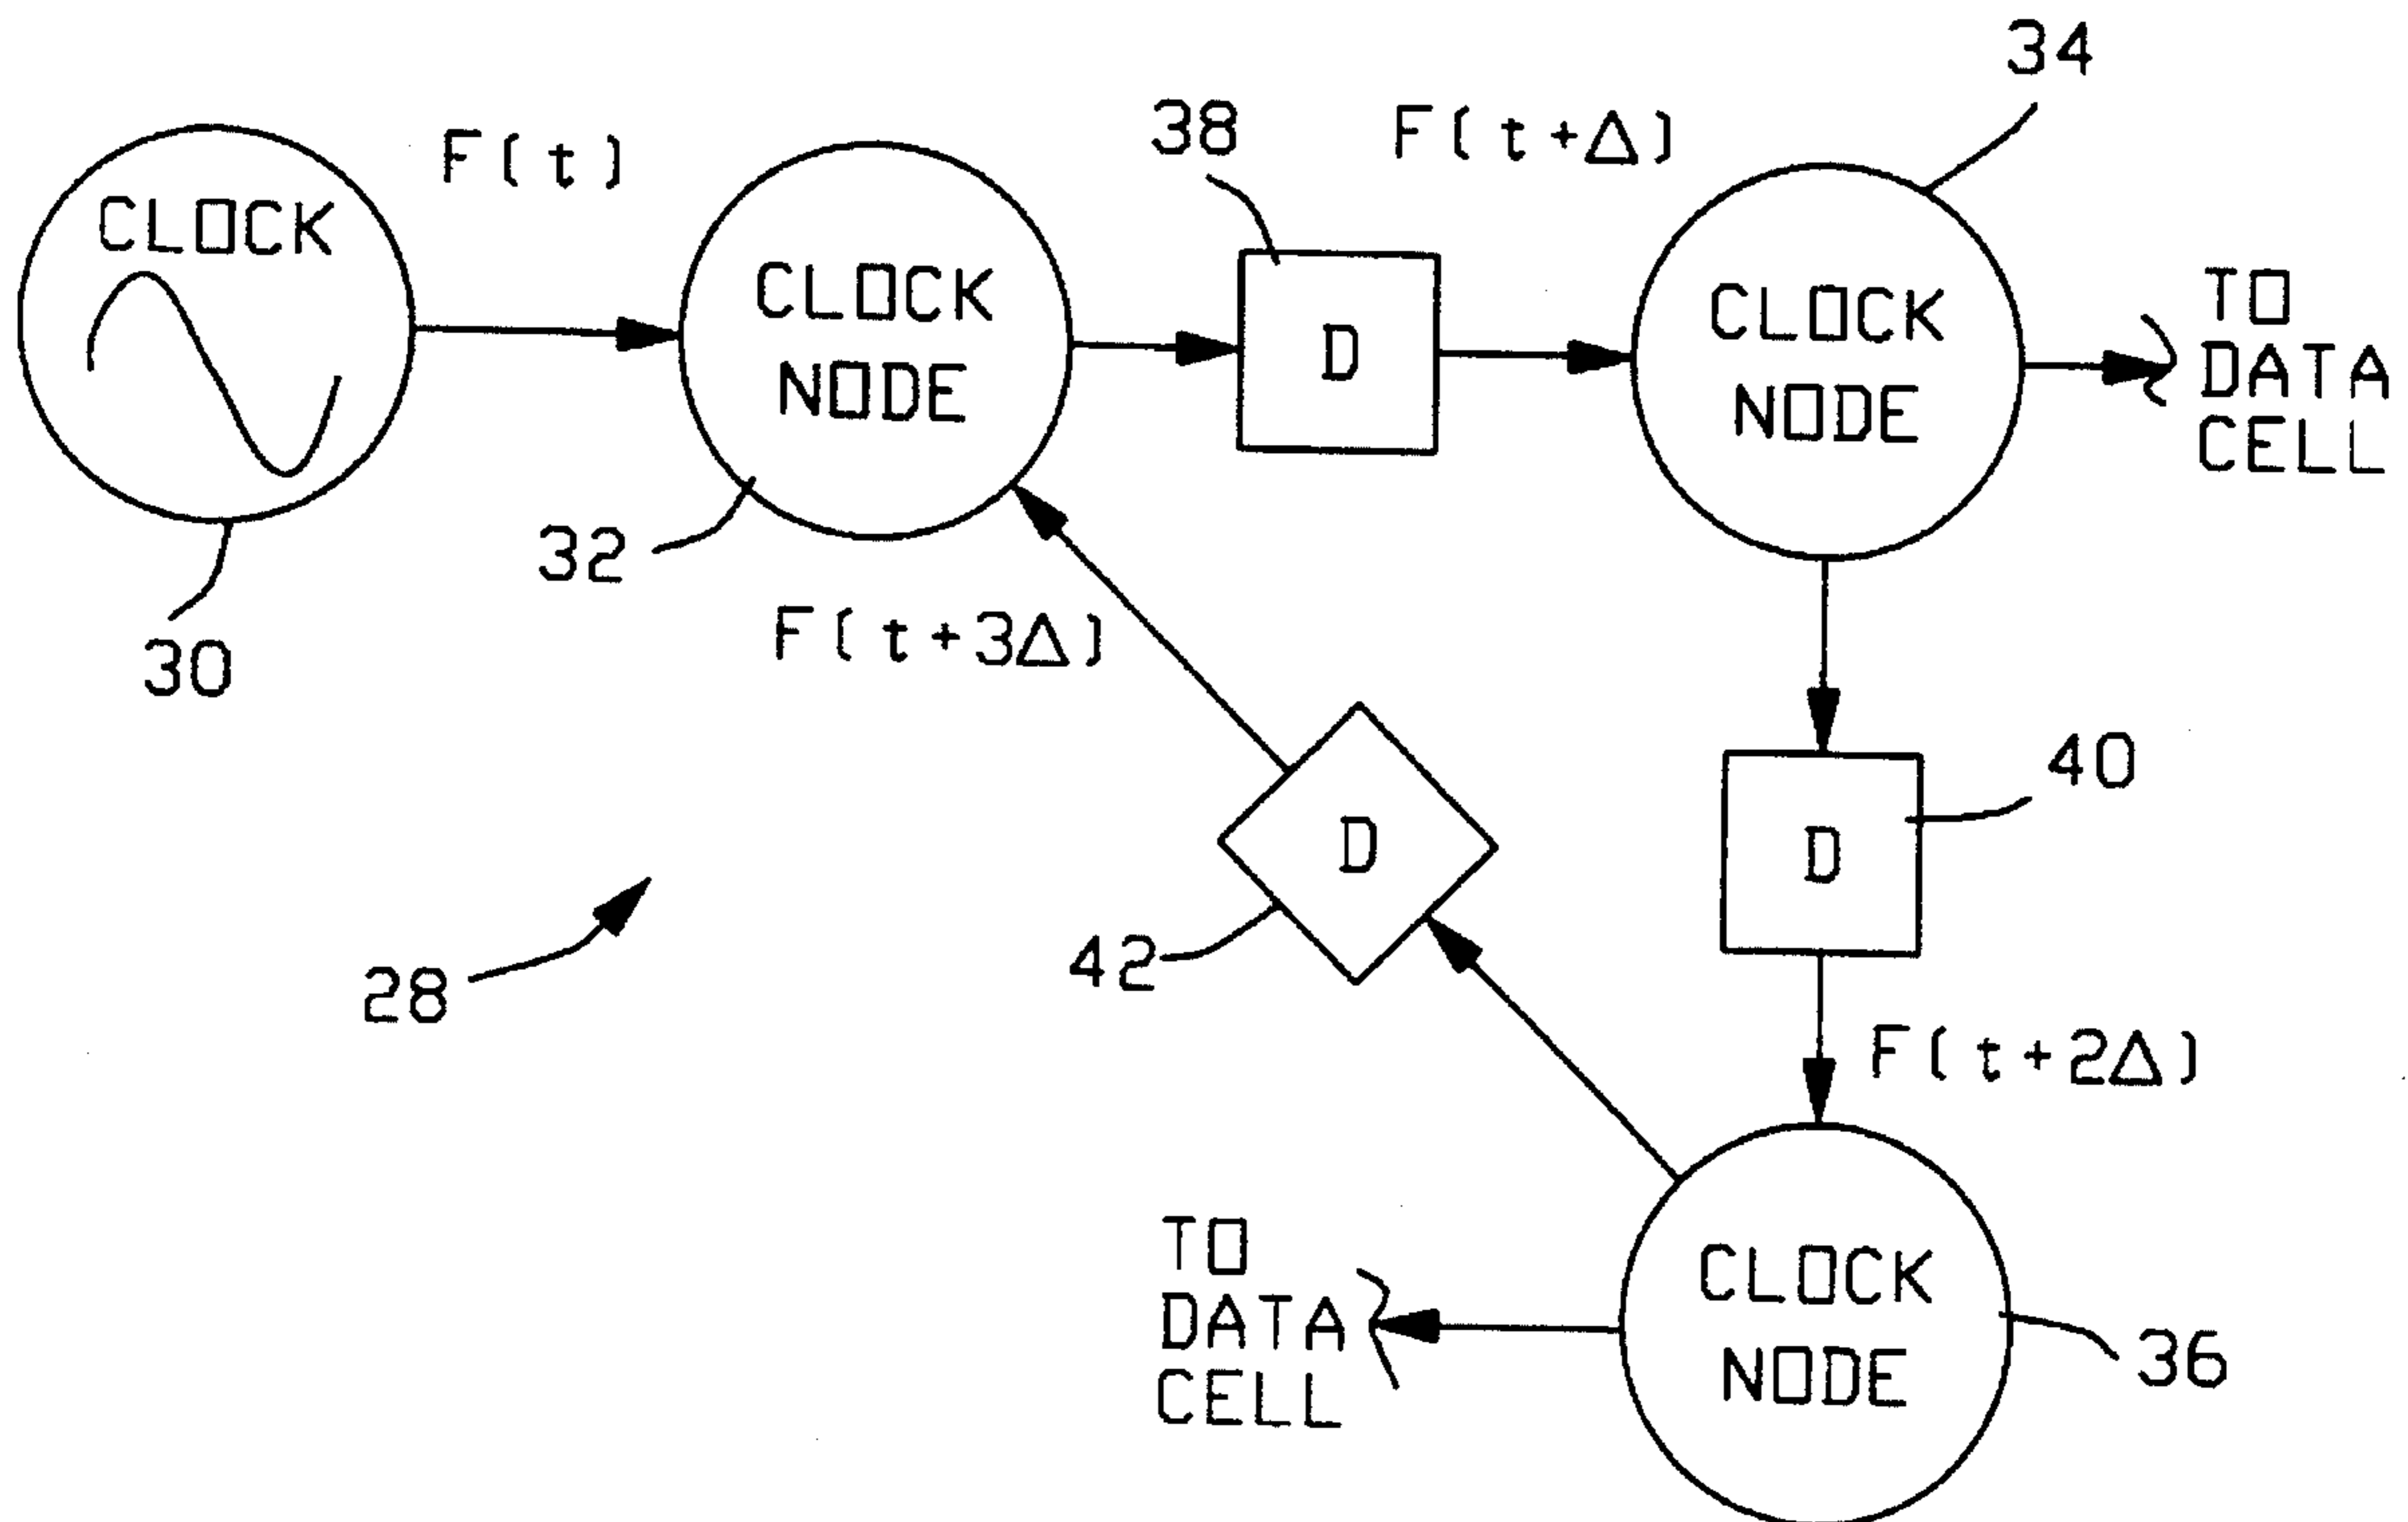 34
38
F(t+Δ)
F(t)
CLOCK
CLOCK
NODE
D
CLOCK
NODE
TO
DATA
CELL
32
30
F(t+3Δ)
40
D
D
42
28
F(t+2Δ)
TO
DATA
CELL
CLOCK
NODE
36